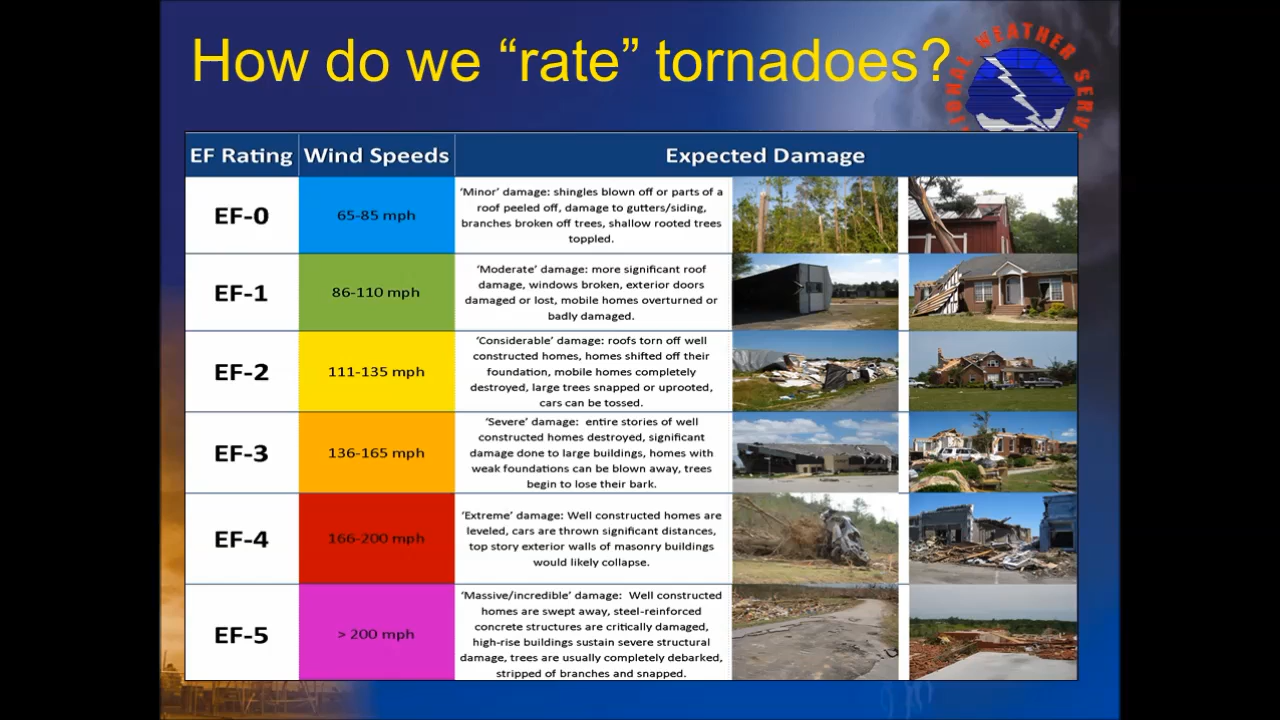 How do we “rate” tornadoes?
WEATHER
EF Rating Wind Speeds Expected Damage
EF-0
65-85 mph
‘Minor’ damage: shingles blown off or parts of a
roof peeled off, damage to gutters/siding,
branches broken off trees, shallow rooted trees
toppled.
EF-1
86-110 mph
‘Moderate’ damage: more significant roof
damage, windows broken, exterior doors
damaged or lost, mobile homes overturned or
badly damaged.
EF-2
111-135 mph
‘Considerable’ damage: roofs torn off well
constructed homes, homes shifted off their
foundation, mobile homes completely
destroyed, large trees snapped or uprooted,
cars can be tossed.
EF-3
136-165 mph
‘Severe’ damage: entire stories of well
constructed homes destroyed, significant
damage done to large buildings, homes with
weak foundations can be blown away, trees
begin to lose their bark.
EF-4
166-200 mph
‘Extreme’ damage: Well constructed homes are
leveled, cars are thrown significant distances,
top story exterior walls of masonry buildings
would likely collapse.
EF-5
> 200 mph
‘Massive/incredible’ damage: Well constructed
homes are swept away, steel-reinforced
concrete structures are critically damaged,
high-rise buildings sustain severe structural
damage, trees are usually completely debarked,
stripped of branches and snapped.